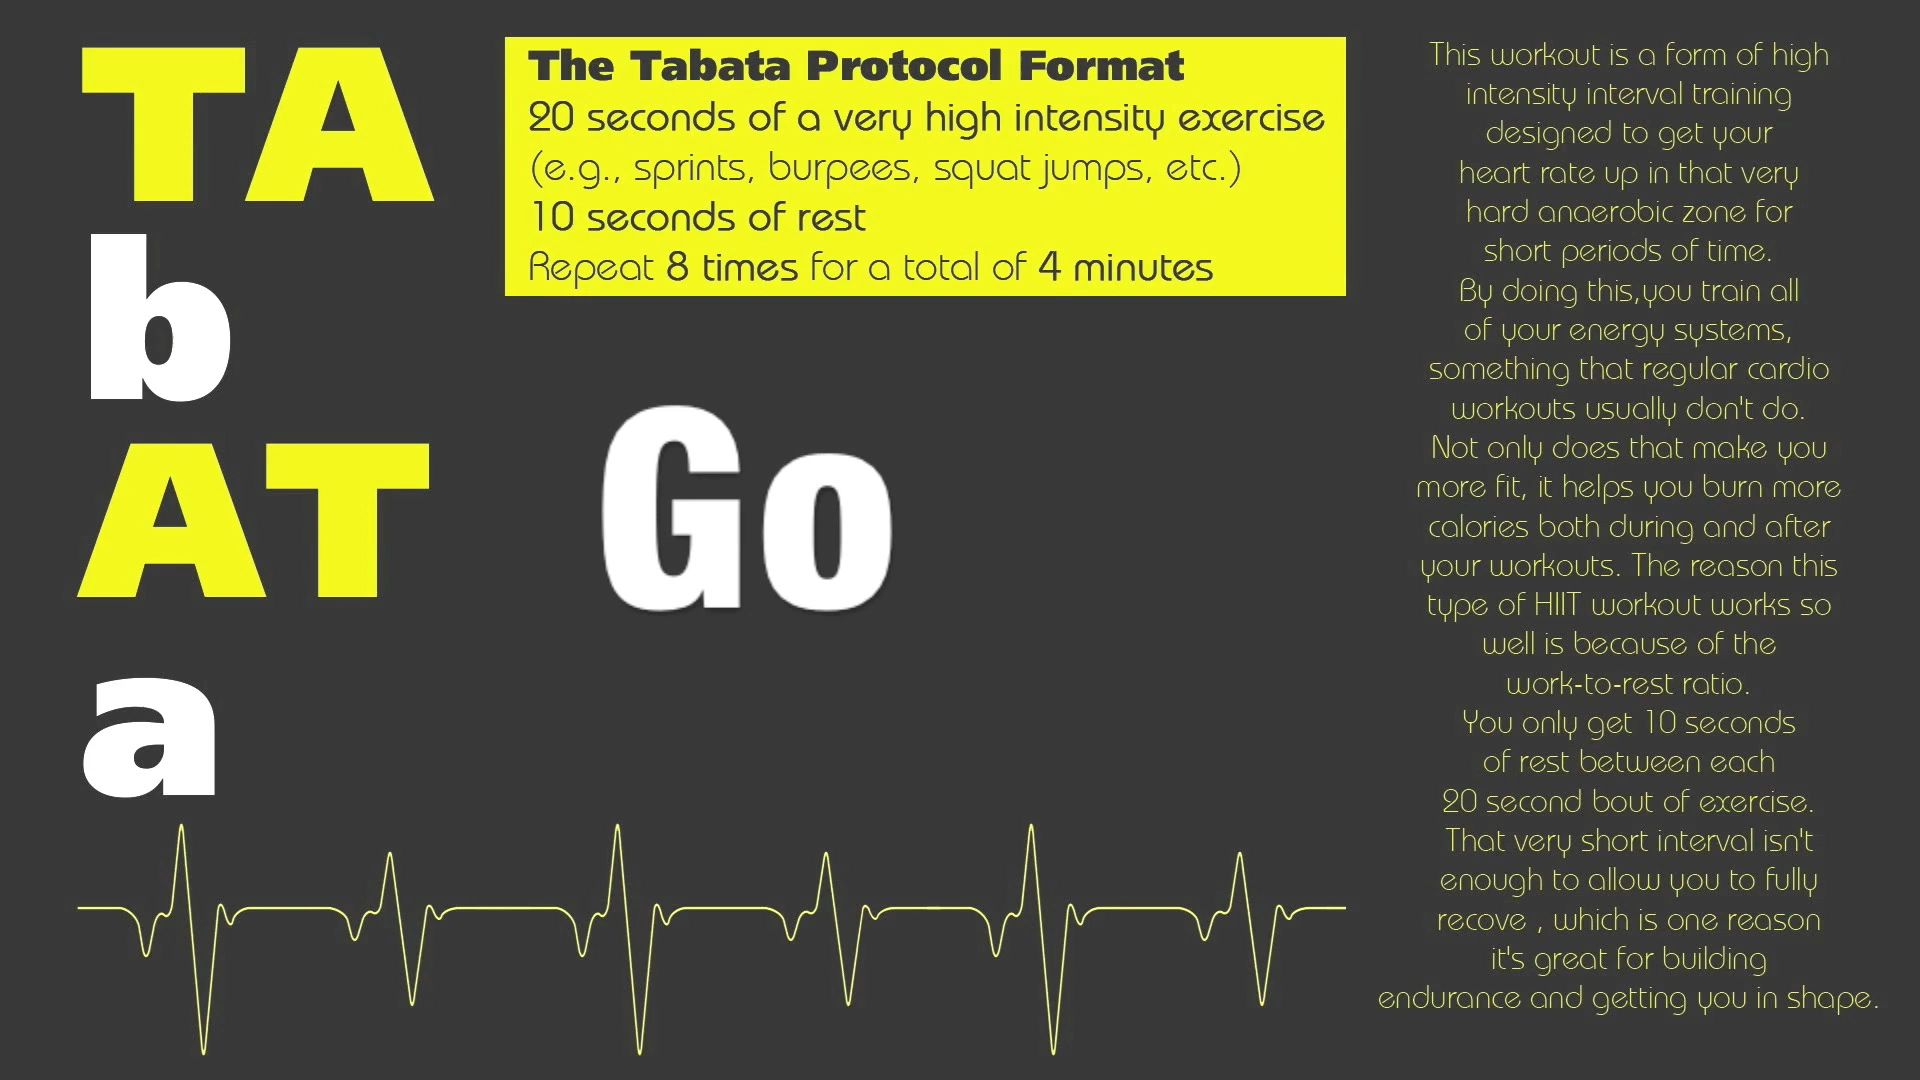 TA
b
AT
a
The Tabata Protocol Format
20 seconds of a very high intensity exercise
(e.g., sprints, burpees, squat jumps, etc.)
10 seconds of rest
Repeat 8 times for a total of 4 minutes
Go
This workout is a form of high
intensity interval training
designed to get your
heart rate up in that very
hard anaerobic zone for
short periods of time.
By doing this,you train all
of your energy systems,
something that regular cardio
workouts usually don't do.
Not only does that make you
more fit, it helps you burn more
calories both during and after
your workouts. The reason this
type of HIIT workout works so
well is because of the
work-to-rest ratio.
You only get 10 seconds
of rest between each
20 second bout of exercise.
That very short interval isn't
enough to allow you to fully
recove , which is one reason
it's great for building
endurance and getting you in shape.